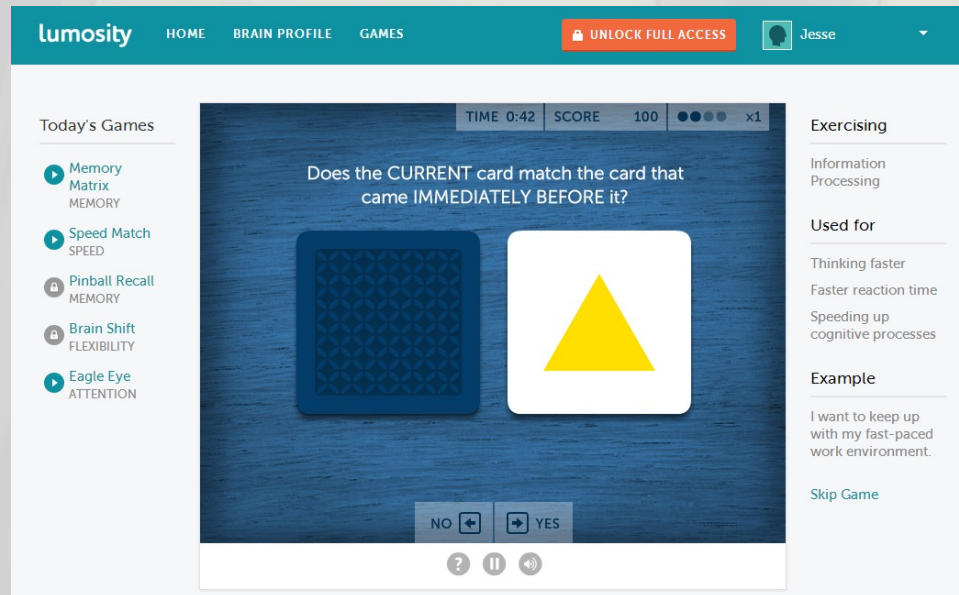 lumosity
HOME BRAIN PROFILE GAMES
UNLOCK FULL ACCESS
Jesse
Today's Games
Memory
Matrix
MEMORY
Speed Match
SPEED
Pinball Recall
MEMORY
Brain Shift
FLEXIBILITY
Eagle Eye
ATTENTION
TIME 0:42 SCORE 100 x1
Does the CURRENT card match the card that
came IMMEDIATELY BEFORE it?
NO YES
?
Exercising
Information
Processing
Used for
Thinking faster
Faster reaction time
Speeding up
cognitive processes
Example
I want to keep up
with my fast-paced
work environment.
Skip Game